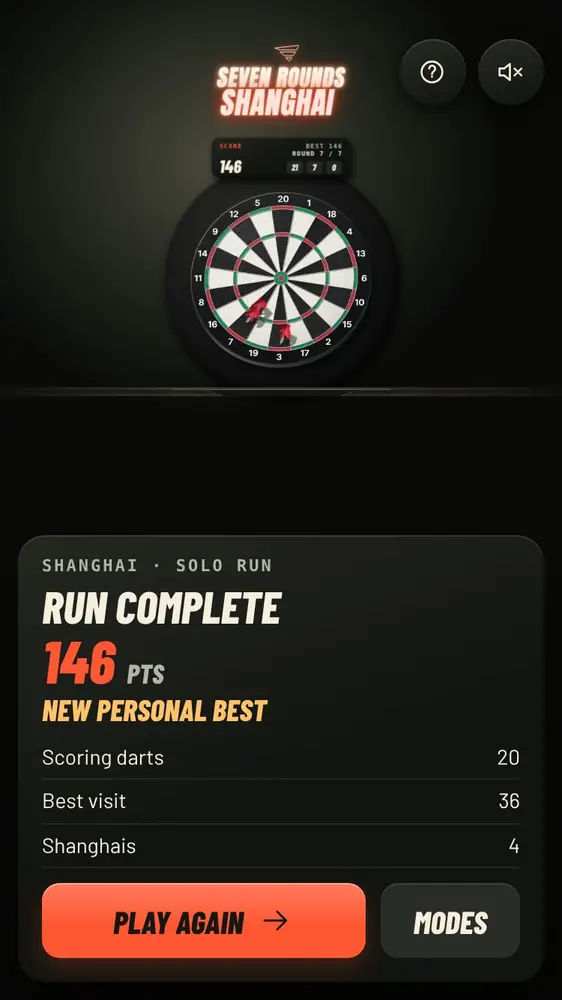 SEVEN ROUNDS
SHANGHAI
SCORE
146
BEST 146
ROUND 7 / 7
21 7 0
20
1
18
4
13
6
10
15
2
17
3
19
7
16
8
11
14
9
12
5
SHANGHAI · SOLO RUN
RUN COMPLETE
146 PTS
NEW PERSONAL BEST
Scoring darts 20
Best visit 36
Shanghais 4
PLAY AGAIN →
MODES